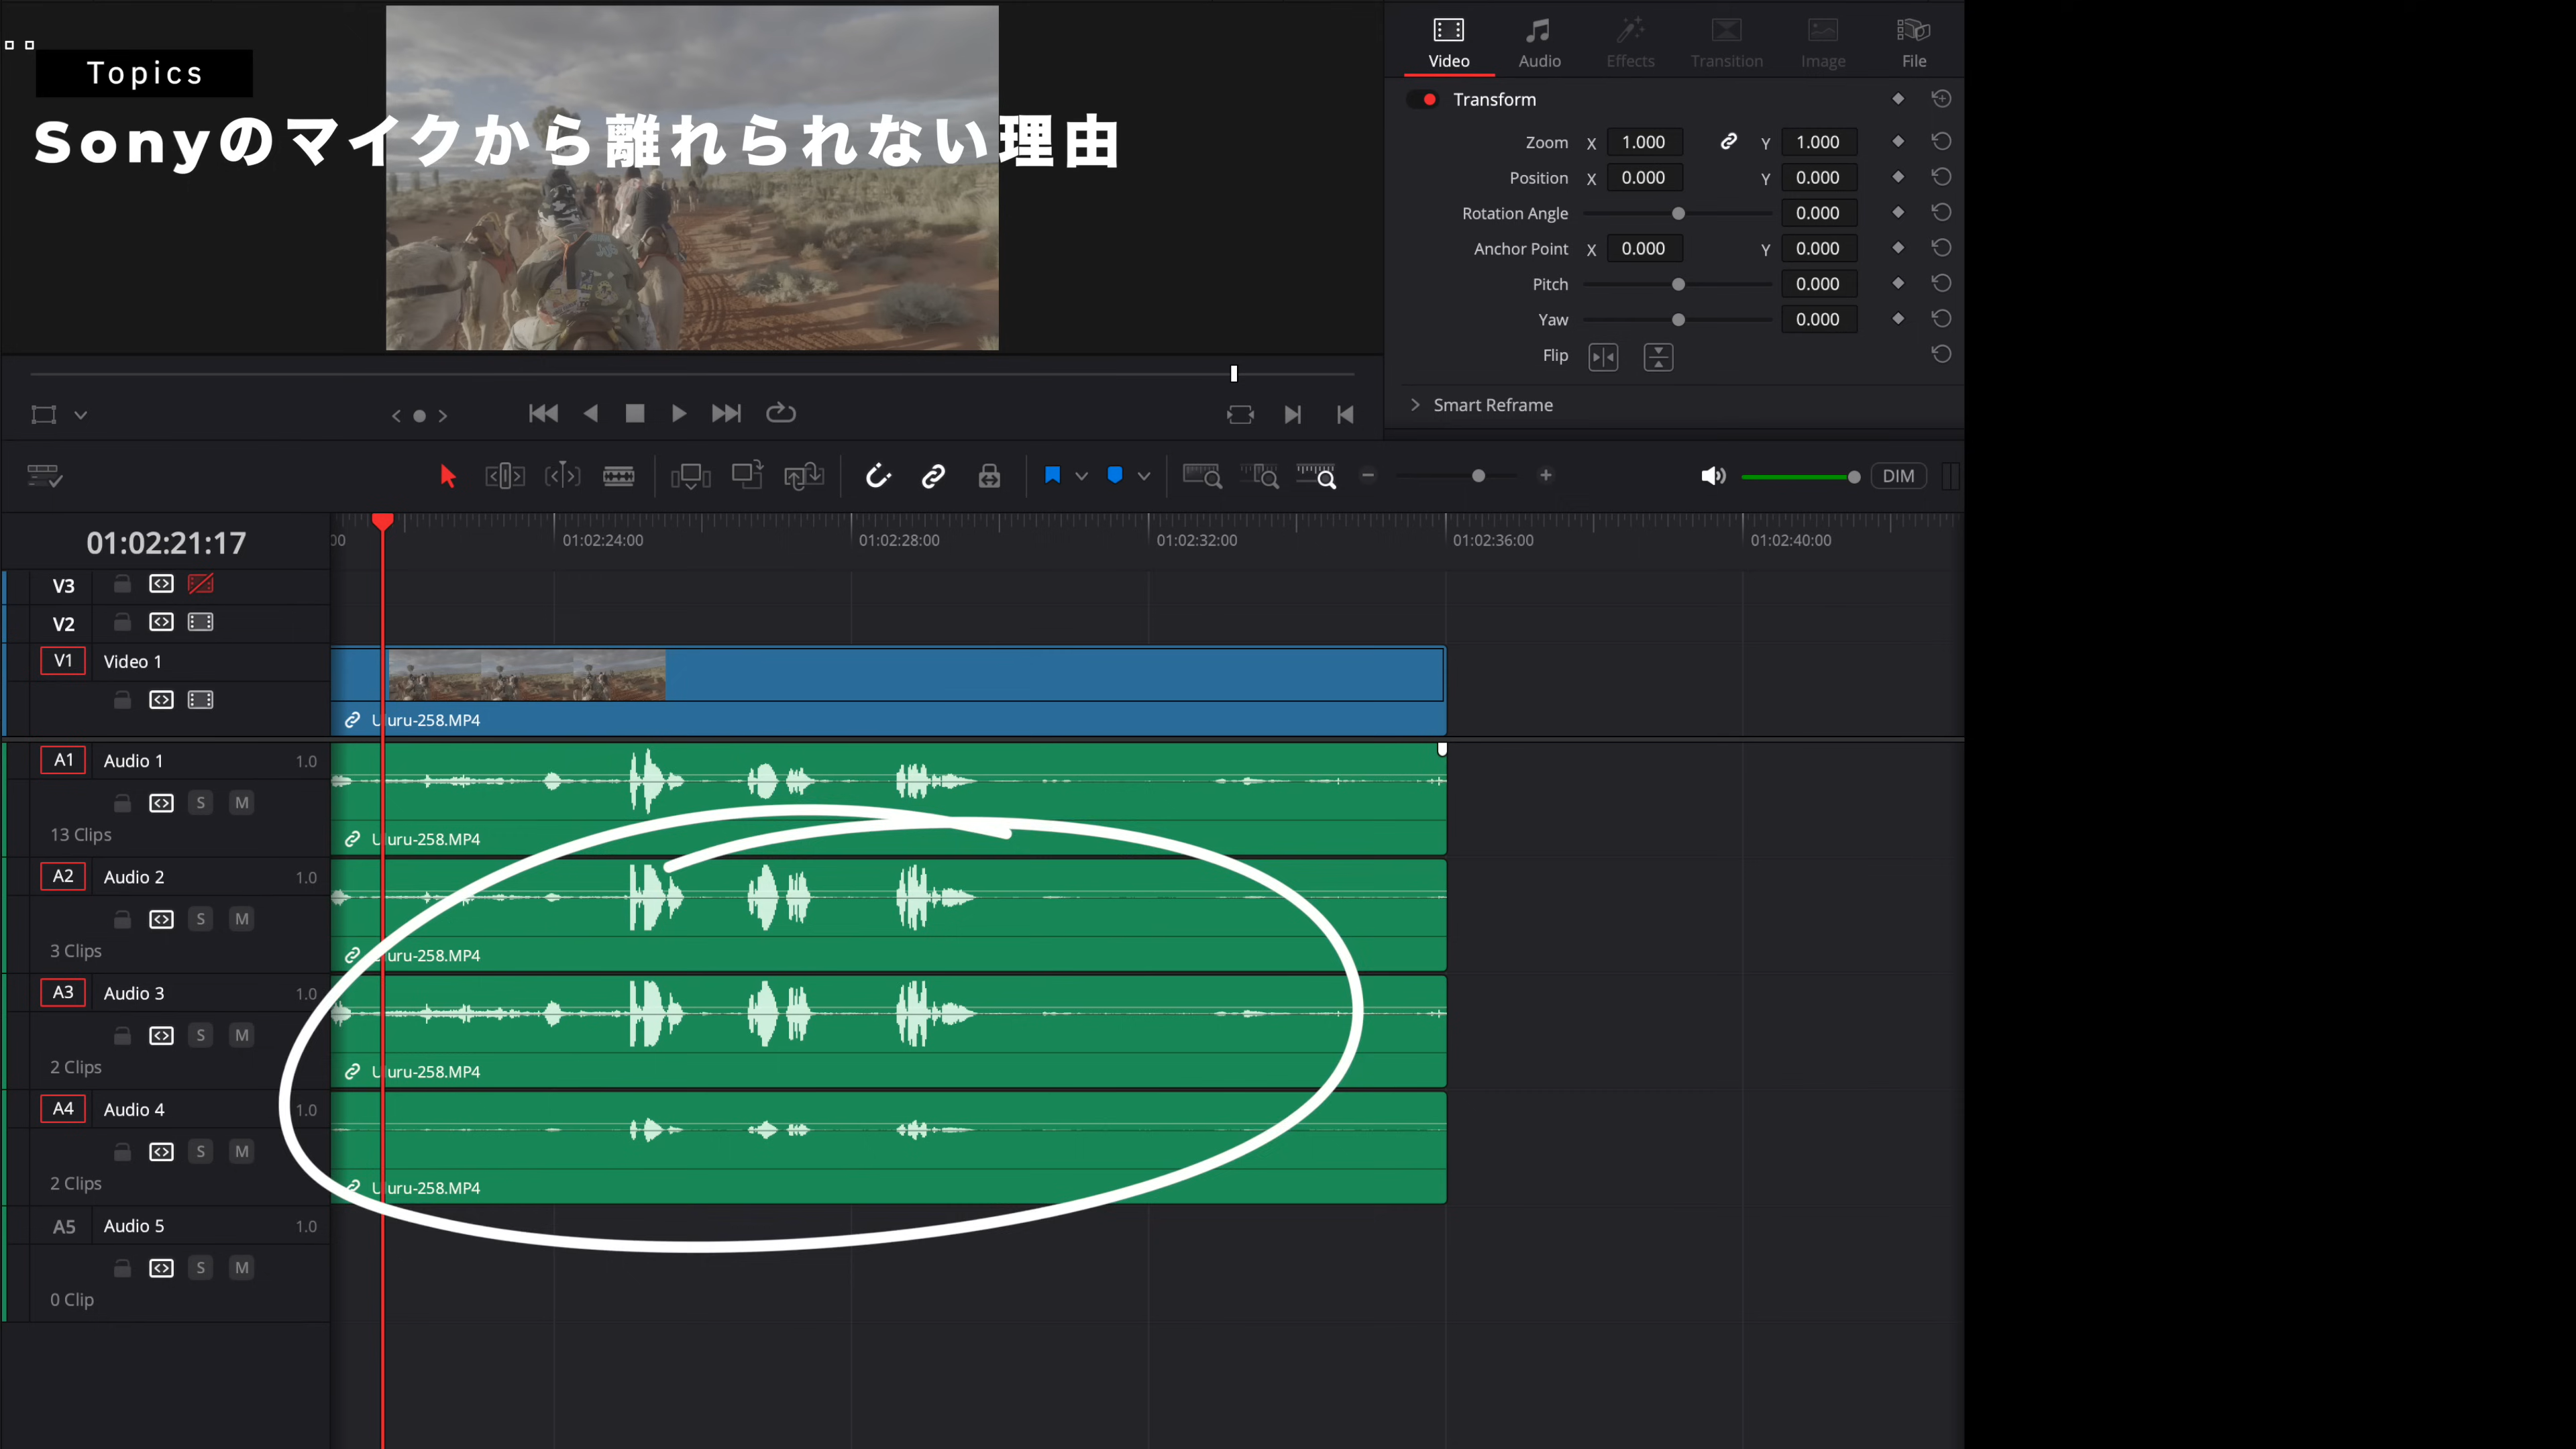 Topics
Sonyのマイクから離れられない理由
Video
Audio
Effects
Transition
Image
File
Transform
Zoom X 1.000 Y 1.000
Position X 0.000 Y 0.000
Rotation Angle 0.000
Anchor Point X 0.000 Y 0.000
Pitch 0.000
Yaw 0.000
Flip
Smart Reframe
DIM
01:02:21:17
00 01:02:24:00 01:02:28:00 01:02:32:00 01:02:36:00 01:02:40:00
V3
V2
V1 Video 1
Uluru-258.MP4
A1 Audio 1 1.0
S M
13 Clips
Uluru-258.MP4
A2 Audio 2 1.0
S M
3 Clips
Uluru-258.MP4
A3 Audio 3 1.0
S M
2 Clips
Uluru-258.MP4
A4 Audio 4 1.0
S M
2 Clips
Uluru-258.MP4
A5 Audio 5 1.0
S M
0 Clip